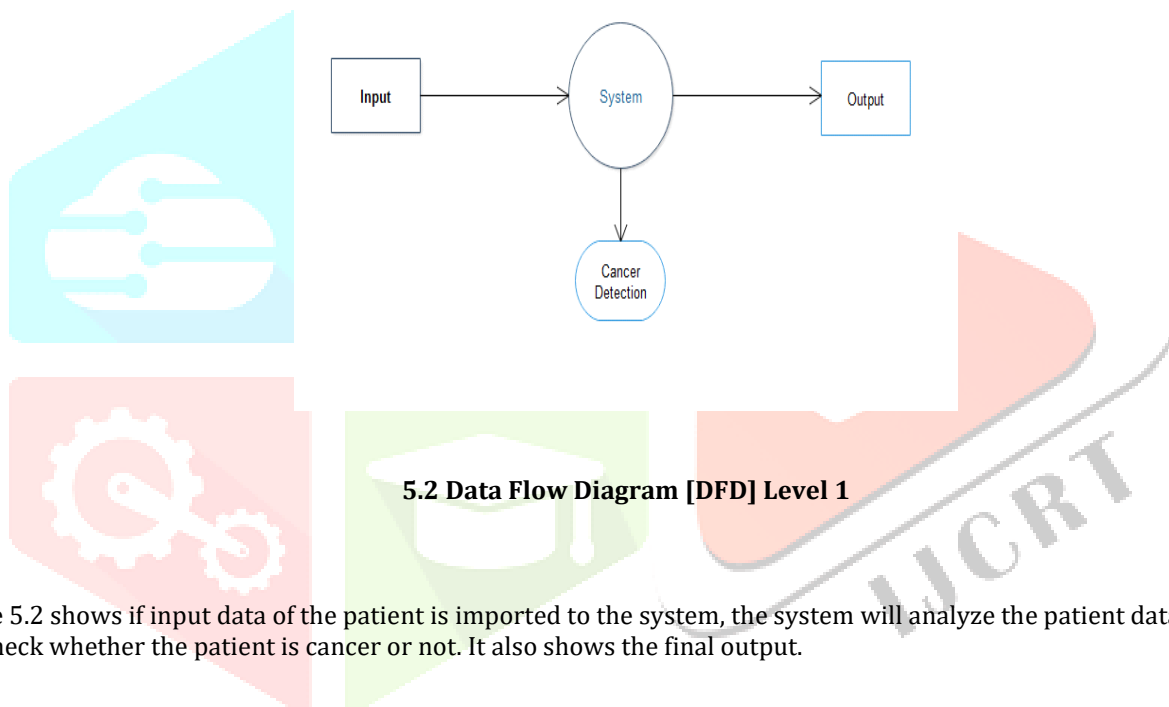 Input
System
Output
Cancer
Detection
5.2 Data Flow Diagram [DFD] Level 1
IJCRT
e 5.2 shows if input data of the patient is imported to the system, the system will analyze the patient data
heck whether the patient is cancer or not. It also shows the final output.